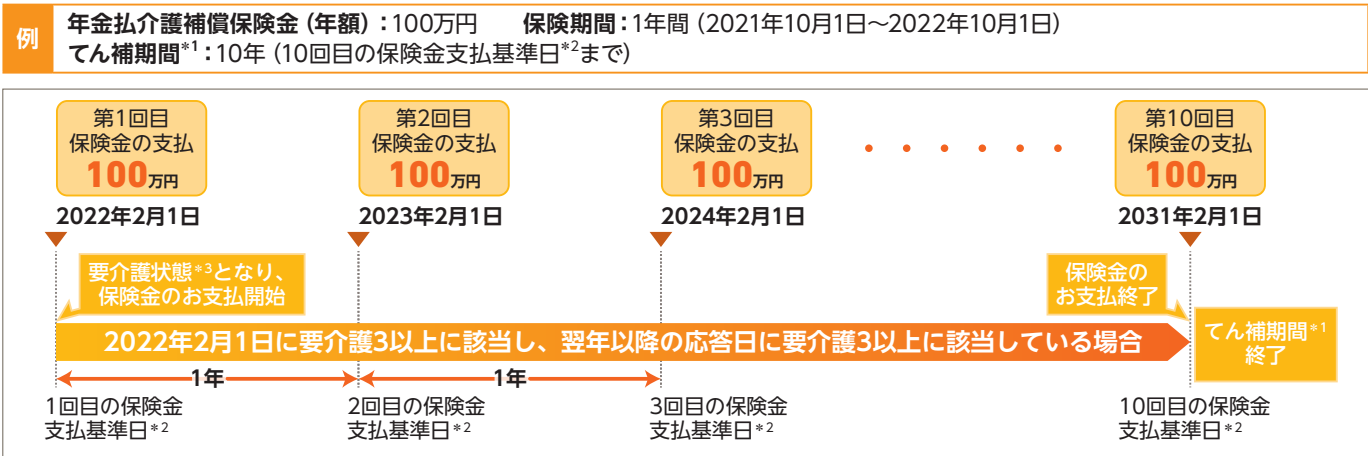 例
年金払介護補償保険金（年額）：100万円　保険期間：1年間（2021年10月1日～2022年10月1日）
てん補期間*1：10年（10回目の保険金支払基準日*2まで）
第1回目
保険金の支払
100万円
2022年2月1日
第2回目
保険金の支払
100万円
2023年2月1日
第3回目
保険金の支払
100万円
2024年2月1日
・・・・・・
第10回目
保険金の支払
100万円
2031年2月1日
要介護状態*3となり、
保険金のお支払開始
保険金の
お支払終了
2022年2月1日に要介護3以上に該当し、翌年以降の応答日に要介護3以上に該当している場合
てん補期間*1
終了
1年
1年
1回目の保険金
支払基準日*2
2回目の保険金
支払基準日*2
3回目の保険金
支払基準日*2
10回目の保険金
支払基準日*2